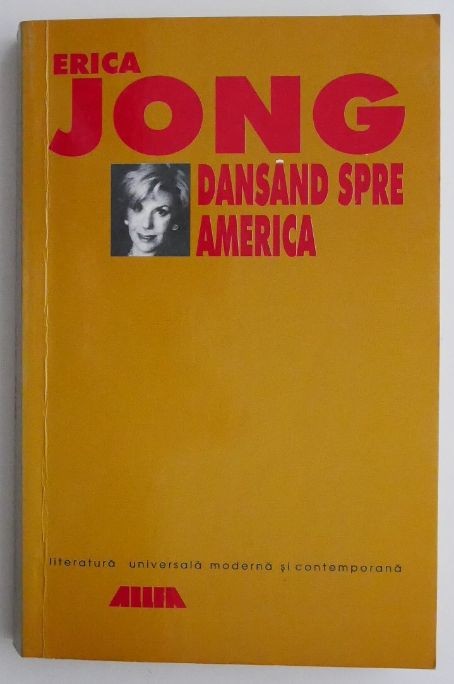 ERICA
JONG
DANSÂND SPRE
AMERICA
literatură universală modernă și contemporană
ALLFA